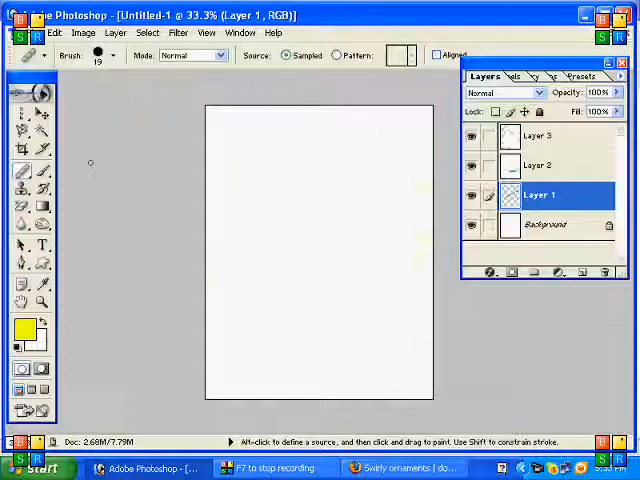 B
S R
Adobe Photoshop - [Untitled-1 @ 33.3% (Layer 1, RGB)]
B
S R
Edit Image Layer Select Filter View Window Help
Brush: 19 Mode: Normal Source: Sampled Pattern: Aligned
Layers Presets
Normal Opacity: 100%
Lock: Fill: 100%
Layer 3
Layer 2
Layer 1
Background
T
B
S R
Doc: 2.68M/7.79M Alt-click to define a source, and then click and drag to paint. Use Shift to constrain stroke.
B
S R
start Adobe Photoshop - [... F7 to stop recording Swirly ornaments | do...